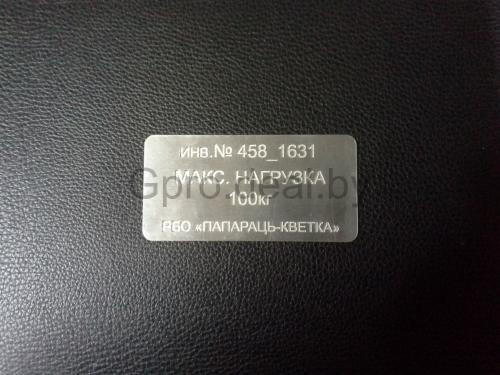 инв.№ 458_1631
МАКС. НАГРУЗКА
100кг
РБО «ПАПАРАЦЬ-КВЕТКА»
Gpro.deal.by